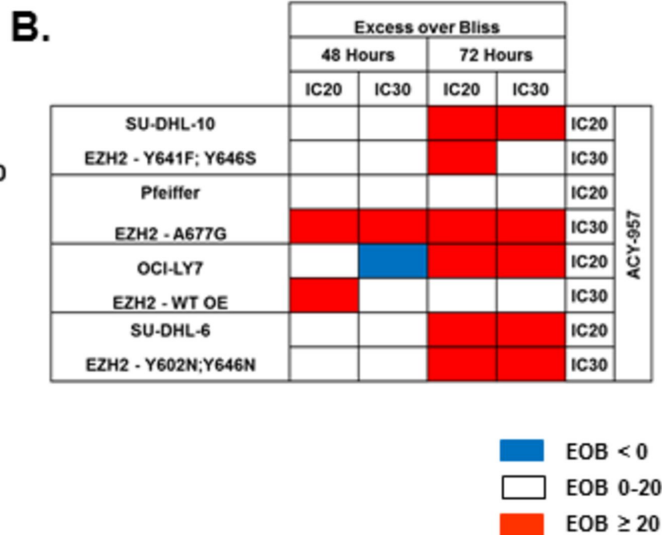 B.
Excess over Bliss
48 Hours 72 Hours
IC20 IC30 IC20 IC30
SU-DHL-10 IC20
EZH2 - Y641F; Y646S IC30
Pfeiffer IC20
EZH2 - A677G IC30
OCI-LY7 IC20
EZH2 - WT OE IC30
SU-DHL-6 IC20
EZH2 - Y602N;Y646N IC30
ACY-957
EOB < 0
EOB 0-20
EOB ≥ 20